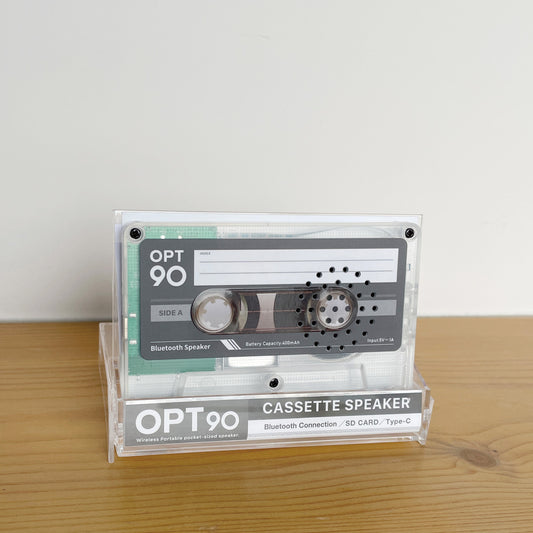 OPT
90
SIDE A
Bluetooth Speaker
Battery Capacity 400mAh
Input:5V⎓1A
OPT90
Wireless Portable pocket-sized speaker
CASSETTE SPEAKER
Bluetooth Connection／SD CARD／Type-C